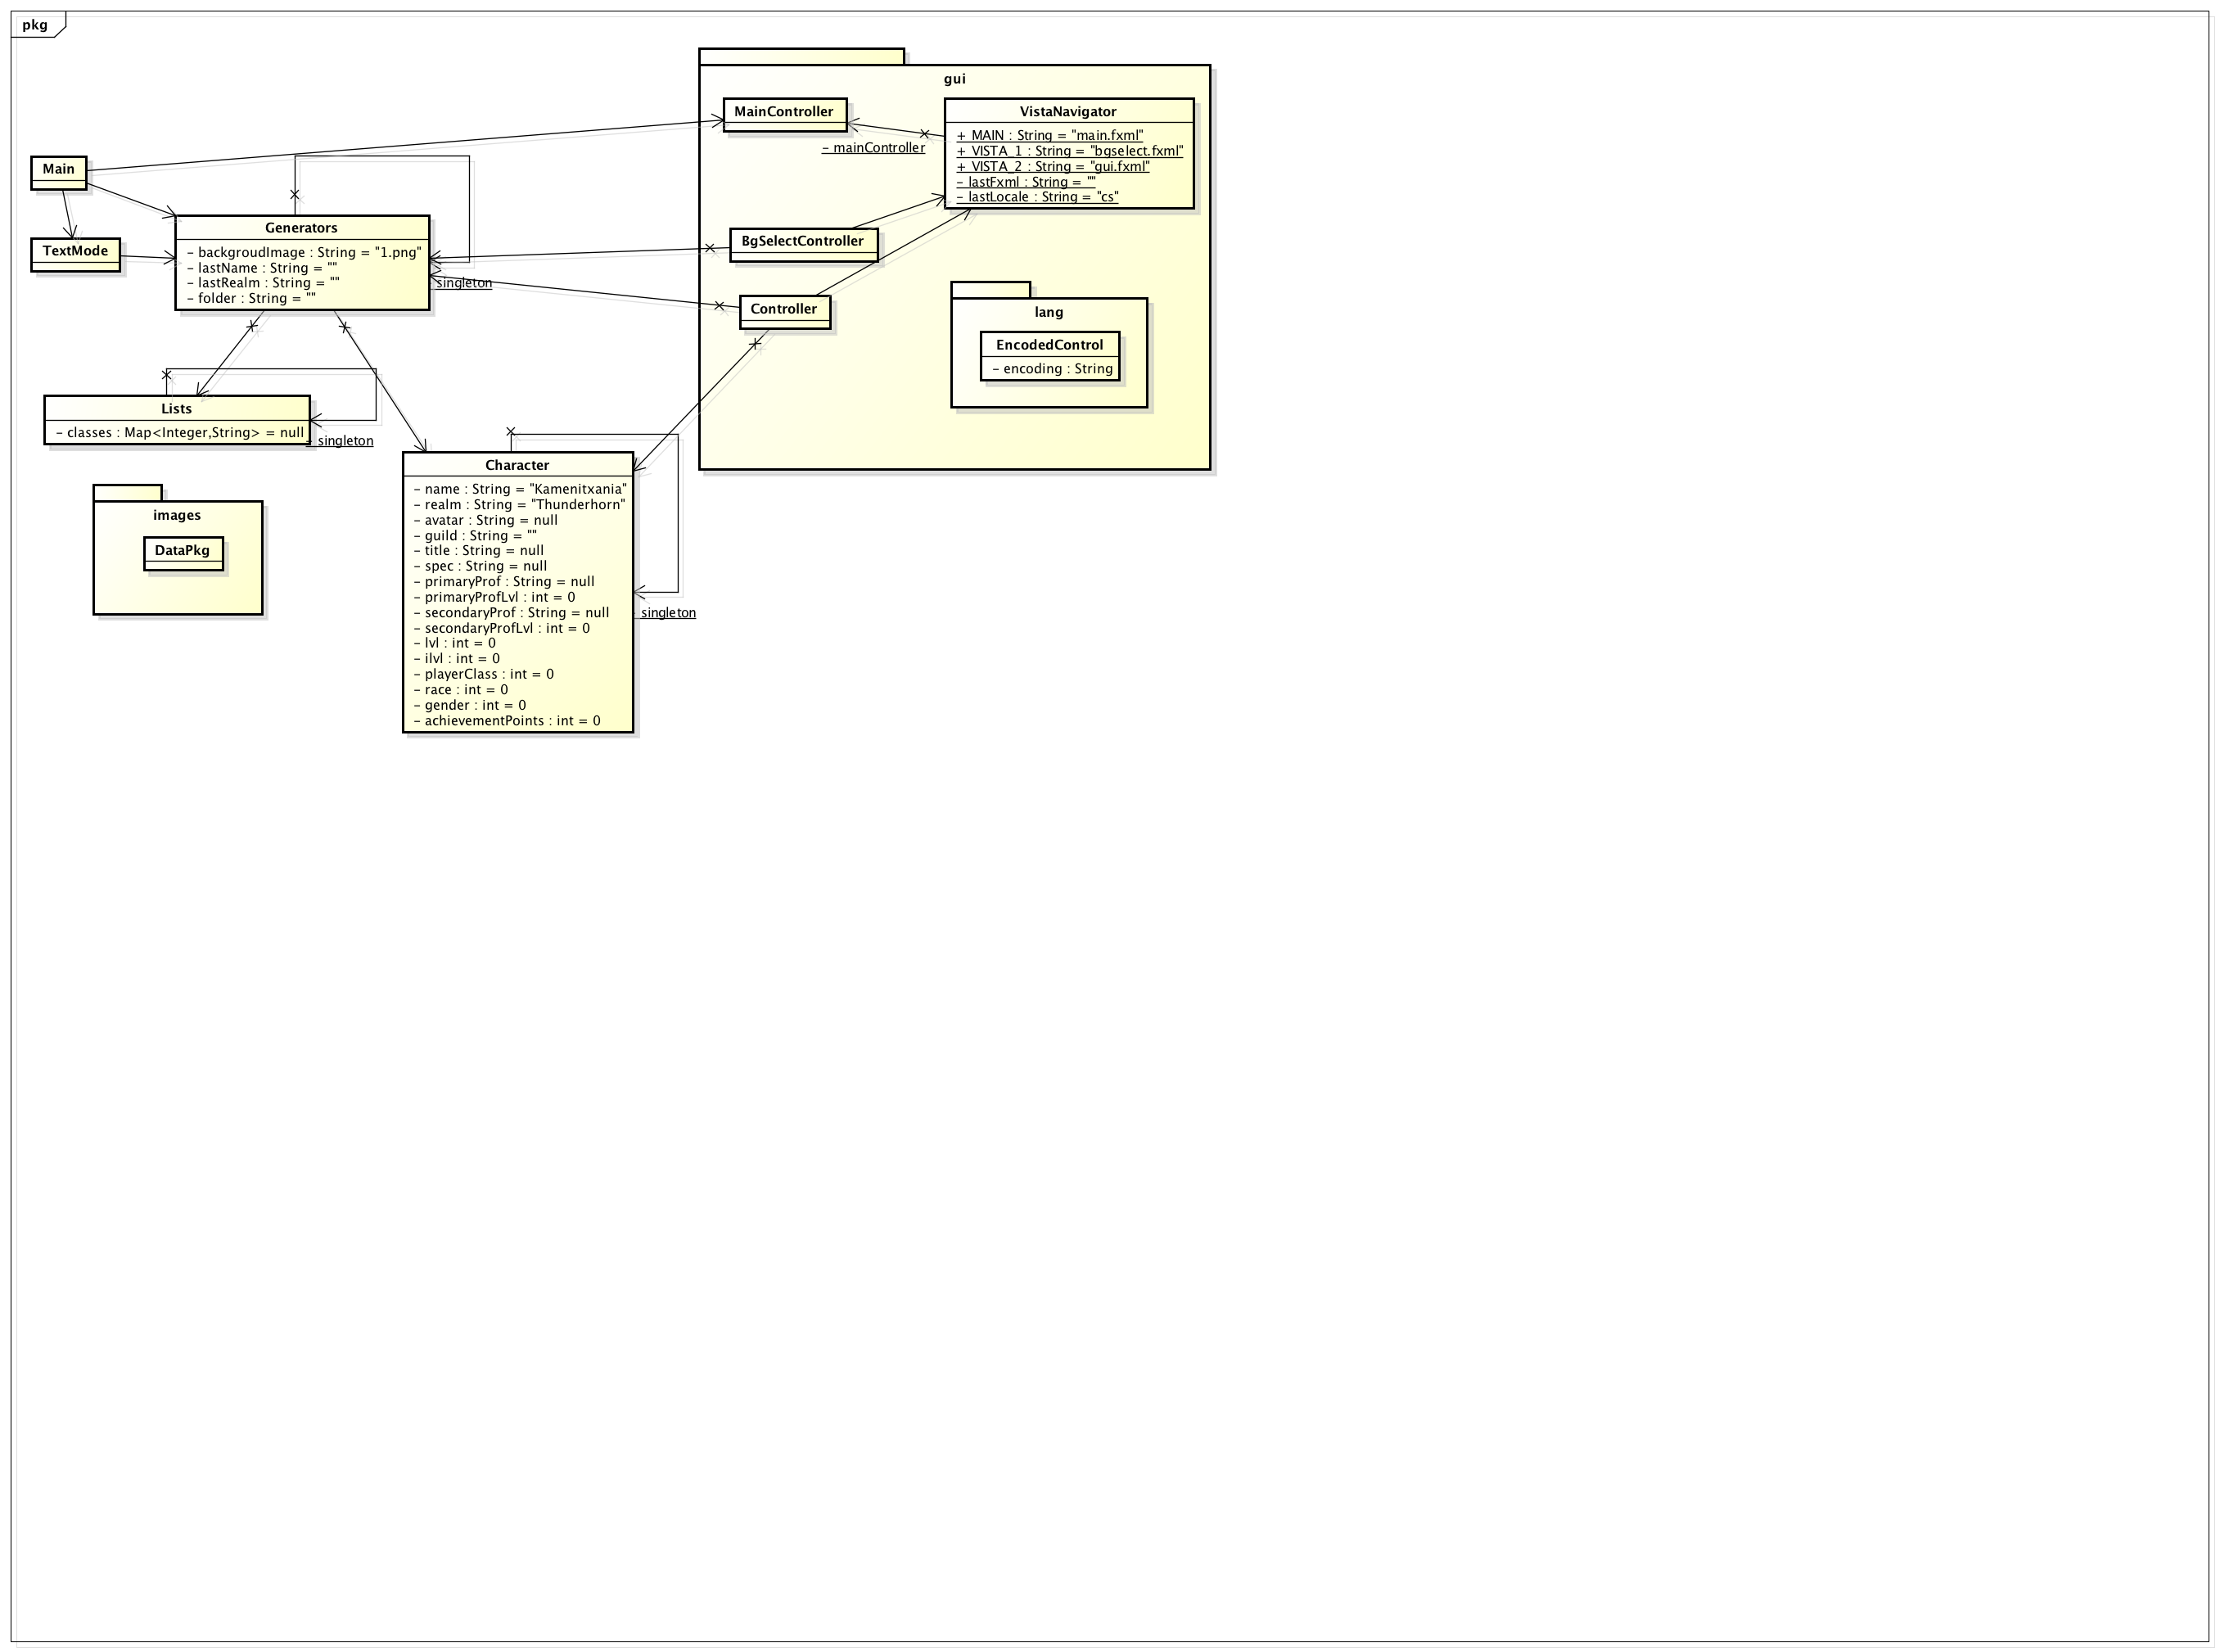 pkg
gui
MainController
VistaNavigator
+ MAIN : String = "main.fxml"
+ VISTA_1 : String = "bgselect.fxml"
+ VISTA_2 : String = "gui.fxml"
- lastFxml : String = ""
- lastLocale : String = "cs"
- mainController
Main
TextMode
Generators
- backgroudImage : String = "1.png"
- lastName : String = ""
- lastRealm : String = ""
- folder : String = ""
singleton
BgSelectController
Controller
lang
EncodedControl
- encoding : String
Lists
- classes : Map<Integer,String> = null
- singleton
Character
- name : String = "Kamenitxania"
- realm : String = "Thunderhorn"
- avatar : String = null
- guild : String = ""
- title : String = null
- spec : String = null
- primaryProf : String = null
- primaryProfLvl : int = 0
- secondaryProf : String = null
- secondaryProfLvl : int = 0
- lvl : int = 0
- ilvl : int = 0
- playerClass : int = 0
- race : int = 0
- gender : int = 0
- achievementPoints : int = 0
singleton
images
DataPkg